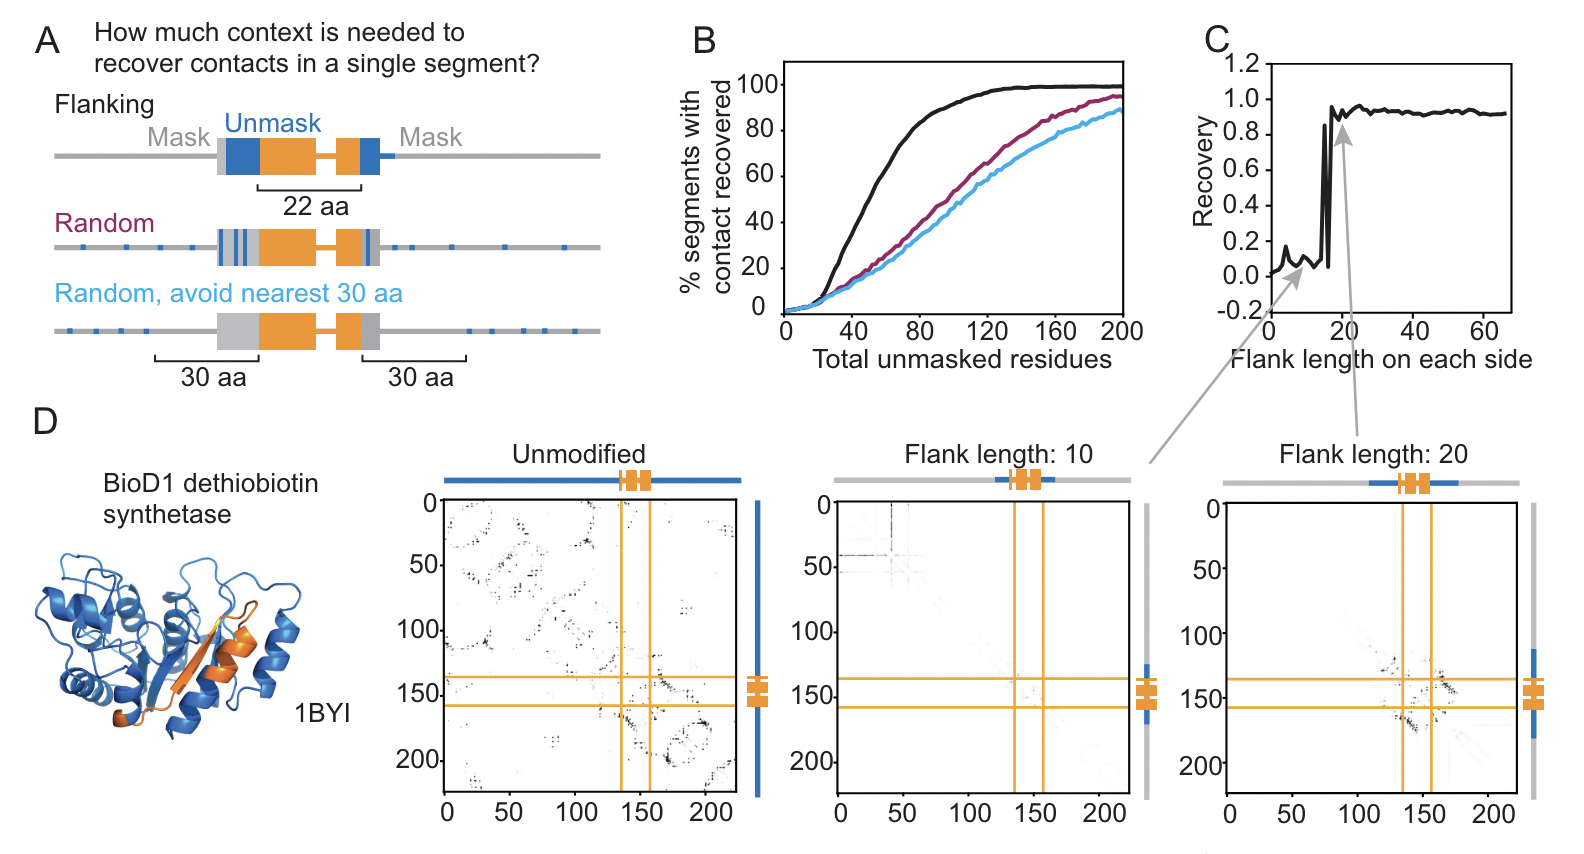 A
How much context is needed to
recover contacts in a single segment?
Flanking
Mask
Unmask
Mask
22 aa
Random
Random, avoid nearest 30 aa
30 aa
30 aa
B
% segments with
contact recovered
100
80
60
40
20
0
0
40
80
120
160
200
Total unmasked residues
C
Recovery
1.2
1.0
0.8
0.6
0.4
0.2
0.0
-0.2
0
20
40
60
Flank length on each side
D
BioD1 dethiobiotin
synthetase
1BYI
Unmodified
0
50
100
150
200
0
50
100
150
200
Flank length: 10
0
50
100
150
200
0
50
100
150
200
Flank length: 20
0
50
100
150
200
0
50
100
150
200